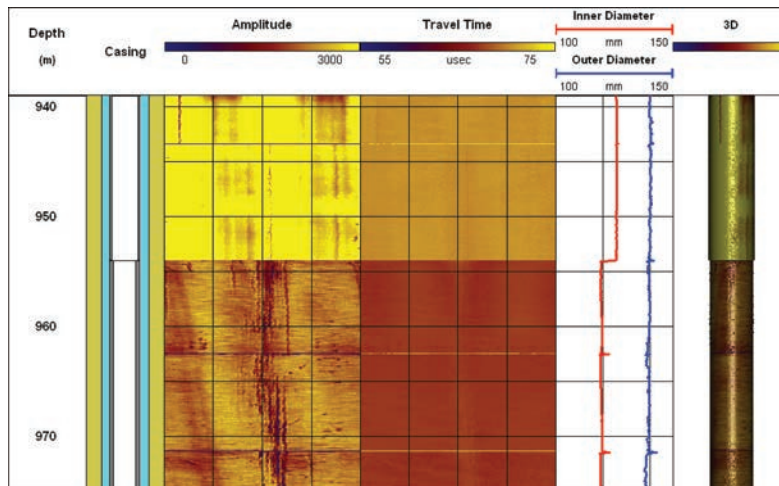 Depth
(m)
Casing
Amplitude
0 3000
Travel Time
55 usec 75
Inner Diameter
100 mm 150
Outer Diameter
100 mm 150
3D
940
950
960
970